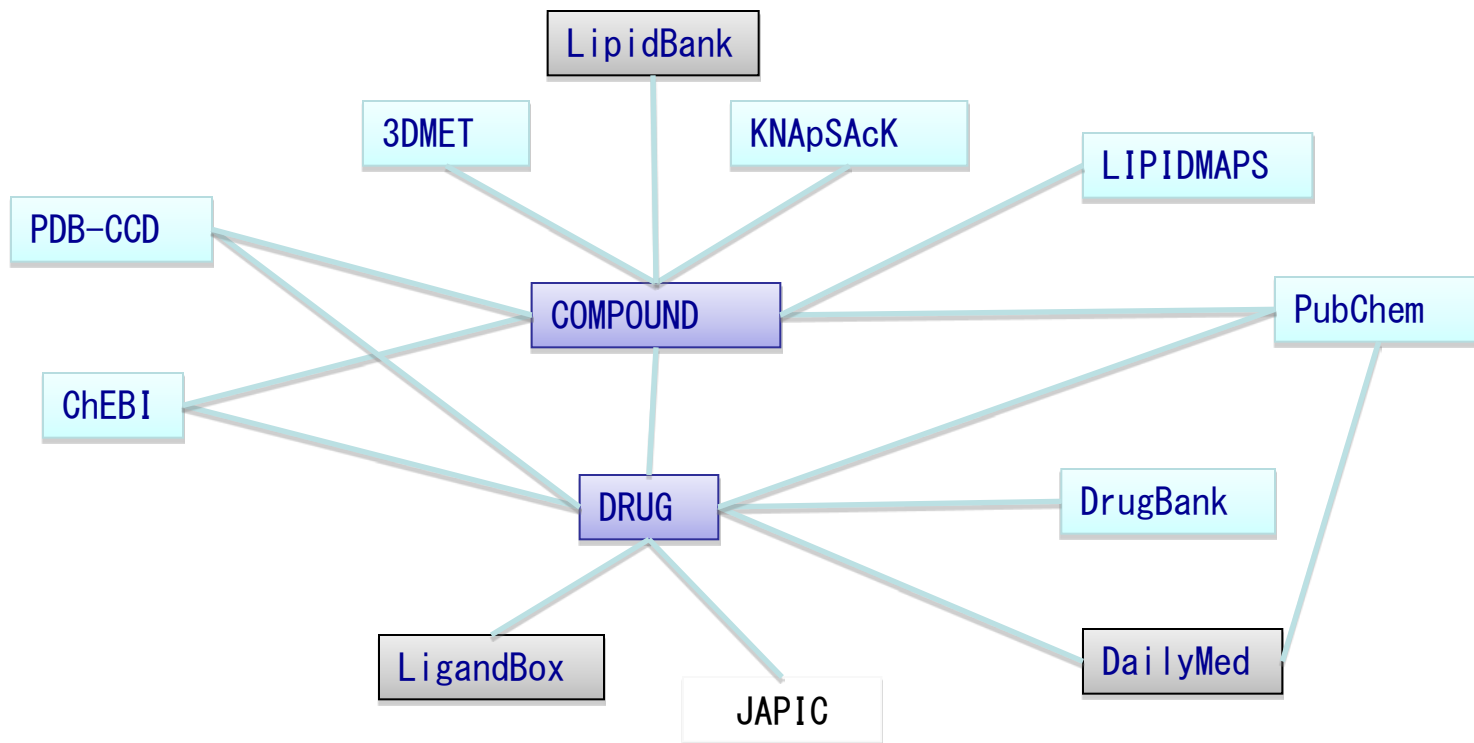 LipidBank
3DMET
KNApSAcK
LIPIDMAPS
PDB-CCD
COMPOUND
PubChem
ChEBI
DRUG
DrugBank
LigandBox
DailyMed
JAPIC